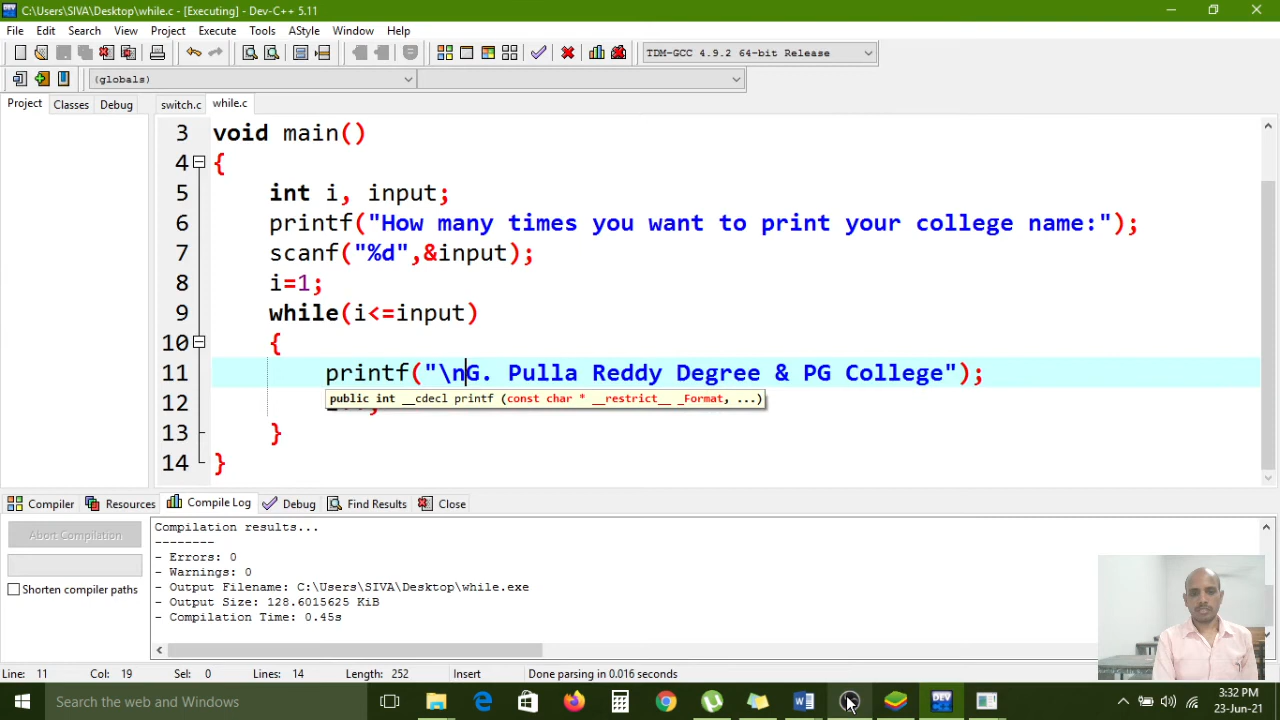 C:\Users\SIVA\Desktop\while.c - [Executing] - Dev-C++ 5.11
File Edit Search View Project Execute Tools AStyle Window Help
TDM-GCC 4.9.2 64-bit Release
(globals)
Project Classes Debug switch.c while.c
3 void main()
4 {
5 int i, input;
6 printf("How many times you want to print your college name:");
7 scanf("%d",&input);
8 i=1;
9 while(i<=input)
10 {
11 printf("\nG. Pulla Reddy Degree & PG College");
public int __cdecl printf (const char * __restrict__ _Format, ...)
12
13 }
14 }
Compiler Resources Compile Log Debug Find Results Close
Abort Compilation
Shorten compiler paths
Compilation results...
--------
- Errors: 0
- Warnings: 0
- Output Filename: C:\Users\SIVA\Desktop\while.exe
- Output Size: 128.6015625 KiB
- Compilation Time: 0.45s
Line: 11 Col: 19 Sel: 0 Lines: 14 Length: 252 Insert Done parsing in 0.016 seconds
Search the web and Windows
DEV
3:32 PM
23-Jun-21